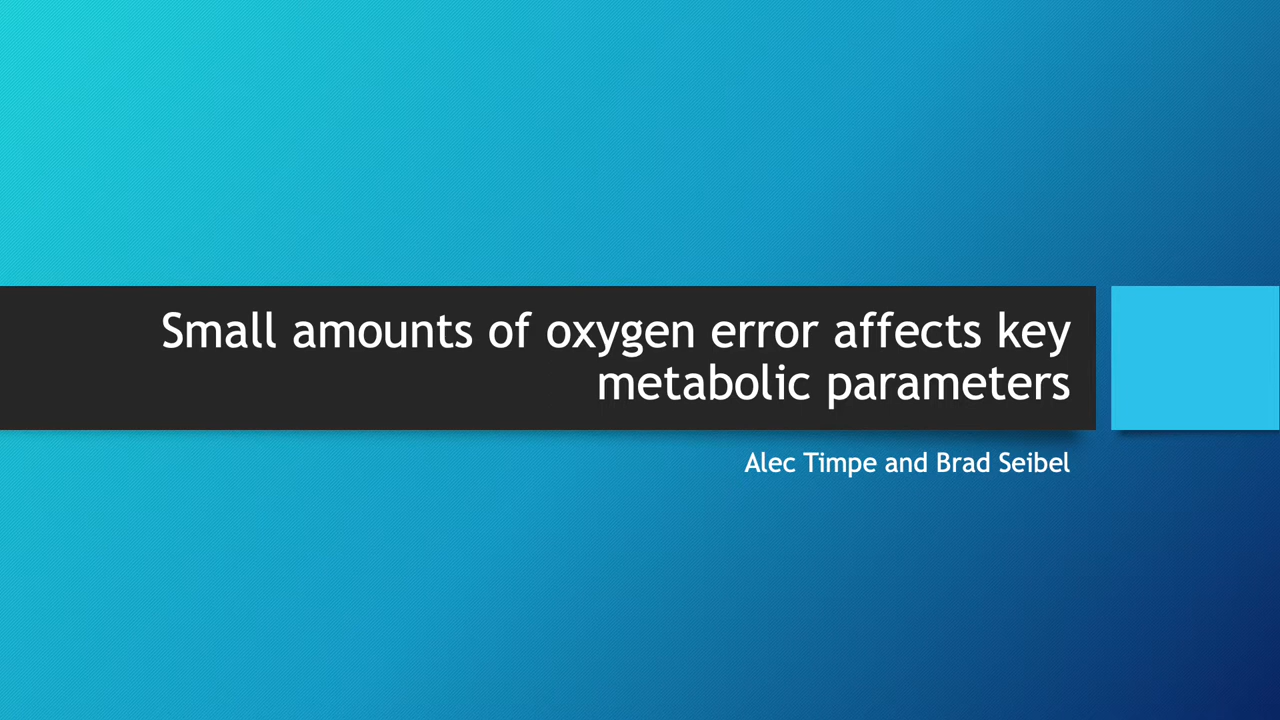 Small amounts of oxygen error affects key
metabolic parameters
Alec Timpe and Brad Seibel